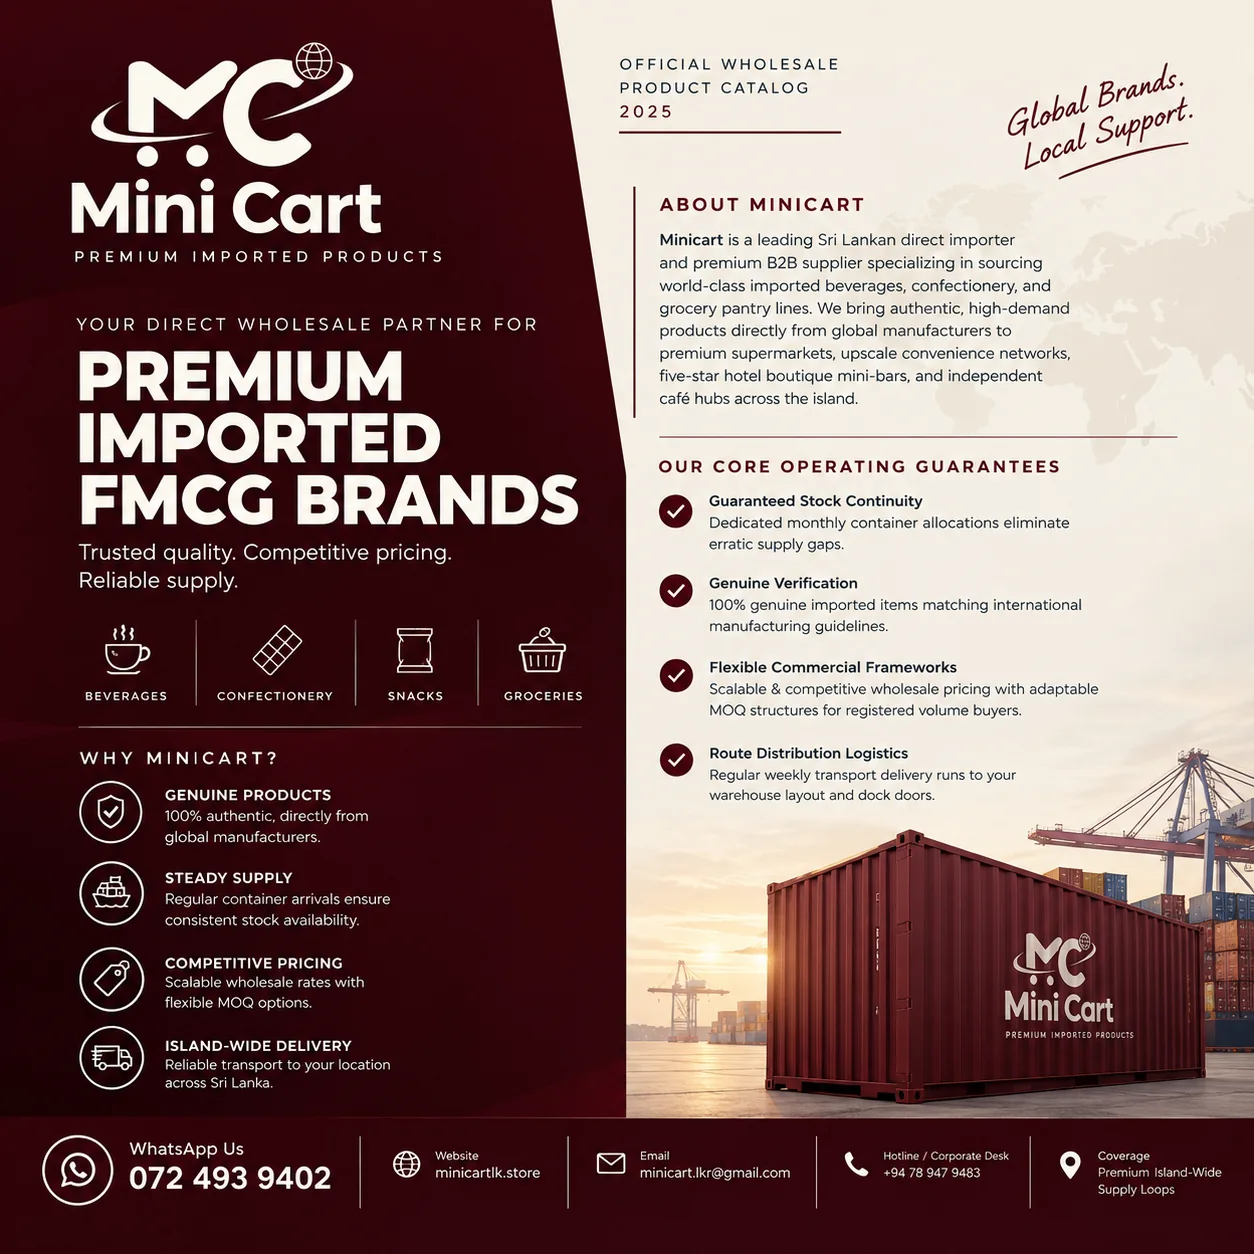 MC
Mini Cart
PREMIUM IMPORTED PRODUCTS
YOUR DIRECT WHOLESALE PARTNER FOR
PREMIUM
IMPORTED
FMCG BRANDS
Trusted quality. Competitive pricing.
Reliable supply.
BEVERAGES
CONFECTIONERY
SNACKS
GROCERIES
WHY MINICART?
GENUINE PRODUCTS
100% authentic, directly from
global manufacturers.
STEADY SUPPLY
Regular container arrivals ensure
consistent stock availability.
COMPETITIVE PRICING
Scalable wholesale rates with
flexible MOQ options.
ISLAND-WIDE DELIVERY
Reliable transport to your location
across Sri Lanka.
OFFICIAL WHOLESALE
PRODUCT CATALOG
2025
Global Brands.
Local Support.
ABOUT MINICART
Minicart is a leading Sri Lankan direct importer
and premium B2B supplier specializing in sourcing
world-class imported beverages, confectionery, and
grocery pantry lines. We bring authentic, high-demand
products directly from global manufacturers to
premium supermarkets, upscale convenience networks,
five-star hotel boutique mini-bars, and independent
café hubs across the island.
OUR CORE OPERATING GUARANTEES
Guaranteed Stock Continuity
Dedicated monthly container allocations eliminate
erratic supply gaps.
Genuine Verification
100% genuine imported items matching international
manufacturing guidelines.
Flexible Commercial Frameworks
Scalable & competitive wholesale pricing with adaptable
MOQ structures for registered volume buyers.
Route Distribution Logistics
Regular weekly transport delivery runs to your
warehouse layout and dock doors.
MC
Mini Cart
PREMIUM IMPORTED PRODUCTS
WhatsApp Us
072 493 9402
Website
minicartlk.store
Email
minicart.lkr@gmail.com
Hotline / Corporate Desk
+94 78 947 9483
Coverage
Premium Island-Wide
Supply Loops